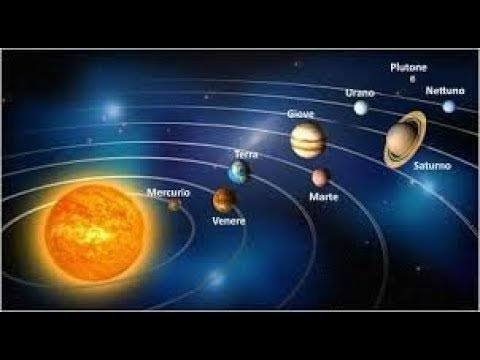 Plutone
Urano
Nettuno
Giove
Terra
Saturno
Mercurio
Marte
Venere